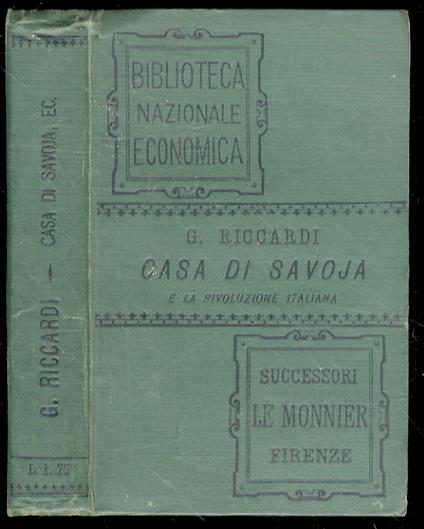 G. RICCARDI — CASA DI SAVOJA, EC.
L. 1. 75
BIBLIOTECA
NAZIONALE
ECONOMICA
G. RICCARDI
CASA DI SAVOJA
E LA RIVOLUZIONE ITALIANA
SUCCESSORI
LE MONNIER
FIRENZE